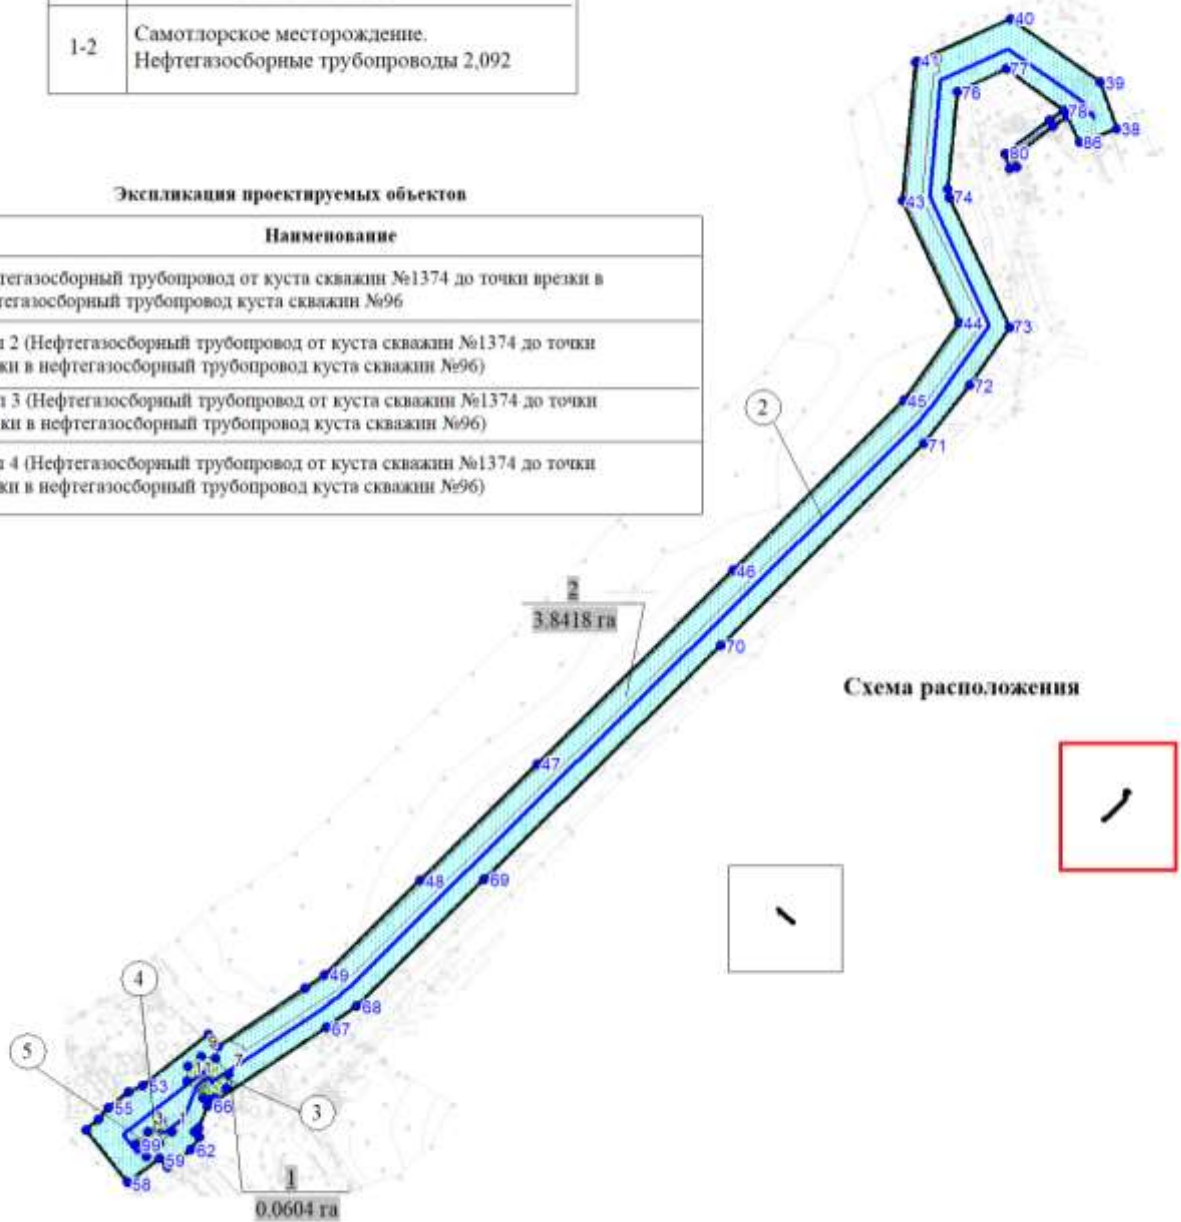 1-2
Самотлорское месторождение.
Нефтегазосборные трубопроводы 2,092
Экспликация проектируемых объектов
Наименование
тегазосборный трубопровод от куста скважин №1374 до точки врезки в
тегазосборный трубопровод куста скважин №96
л 2 (Нефтегазосборный трубопровод от куста скважин №1374 до точки
ки в нефтегазосборный трубопровод куста скважин №96)
л 3 (Нефтегазосборный трубопровод от куста скважин №1374 до точки
ки в нефтегазосборный трубопровод куста скважин №96)
л 4 (Нефтегазосборный трубопровод от куста скважин №1374 до точки
ки в нефтегазосборный трубопровод куста скважин №96)
40
41
77
39
76
78
38
86
80
74
43
44
73
72
45
2
71
46
2
3.8418 га
70
Схема расположения
47
48
69
49
4
68
67
9
7
5
11
53
55
66
3
1
99
62
59
58
1
0.0604 га